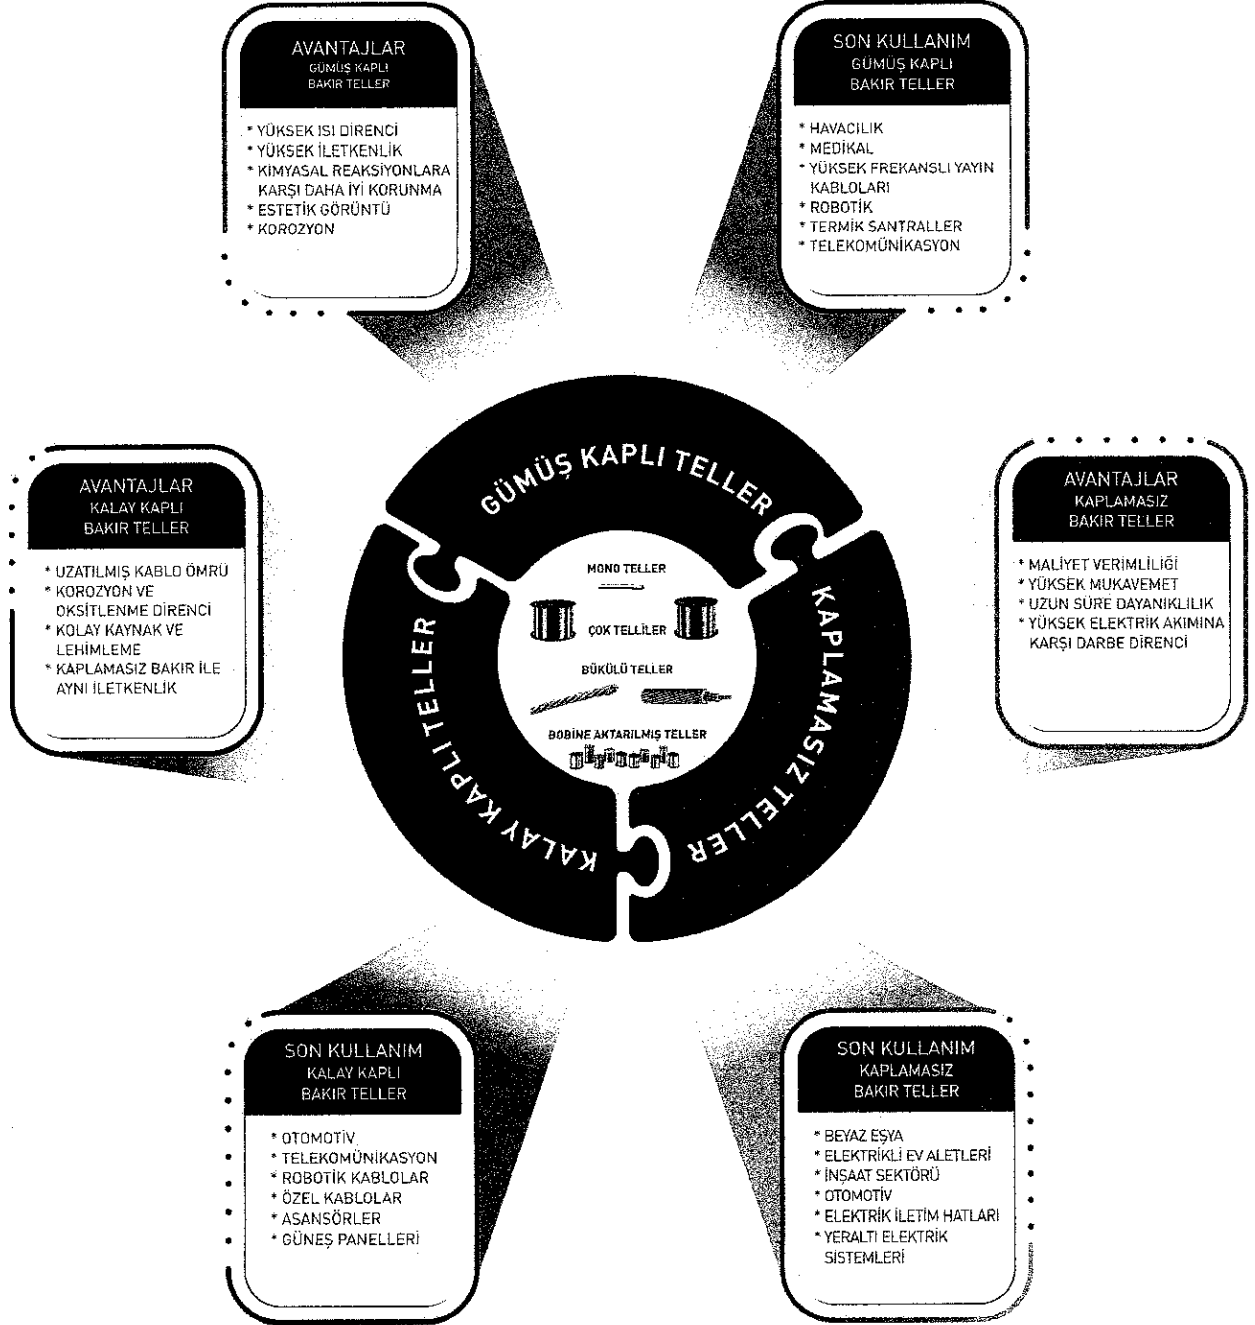 AVANTAJLAR
GÜMÜŞ KAPLI
BAKIR TELLER
* YÜKSEK ISI DİRENCİ
* YÜKSEK İLETKENLİK
* KİMYASAL REAKSİYONLARA
KARŞI DAHA İYİ KORUNMA
* ESTETİK GÖRÜNTÜ
* KOROZYON
SON KULLANIM
GÜMÜŞ KAPLI
BAKIR TELLER
* HAVACILIK
* MEDİKAL
* YÜKSEK FREKANSLI YAYIN
KABLOLARI
* ROBOTİK
* TERMİK SANTRALLER
* TELEKOMÜNİKASYON
AVANTAJLAR
KALAY KAPLI
BAKIR TELLER
* UZATILMIŞ KABLO ÖMRÜ
* KOROZYON VE
OKSİTLENME DİRENCİ
* KOLAY KAYNAK VE
LEHİMLEME
* KAPLAMASIZ BAKIR İLE
AYNI İLETKENLİK
GÜMÜŞ KAPLI TELLER
KALAY KAPLI TELLER
KAPLAMASIZ TELLER
MONO TELLER
ÇOK TELLİLER
BÜKÜLÜ TELLER
BOBİNE AKTARILMIŞ TELLER
AVANTAJLAR
KAPLAMASIZ
BAKIR TELLER
* MALİYET VERİMLİLİĞİ
* YÜKSEK MUKAVEMET
* UZUN SÜRE DAYANIKLILIK
* YÜKSEK ELEKTRİK AKIMINA
KARŞI DARBE DİRENCİ
SON KULLANIM
KALAY KAPLI
BAKIR TELLER
* OTOMOTİV
* TELEKOMÜNİKASYON
* ROBOTİK KABLOLAR
* ÖZEL KABLOLAR
* ASANSÖRLER
* GÜNEŞ PANELLERİ
SON KULLANIM
KAPLAMASIZ
BAKIR TELLER
* BEYAZ EŞYA
* ELEKTRİKLİ EV ALETLERİ
* İNŞAAT SEKTÖRÜ
* OTOMOTİV
* ELEKTRİK İLETİM HATLARI
* YERALTI ELEKTRİK
SİSTEMLERİ